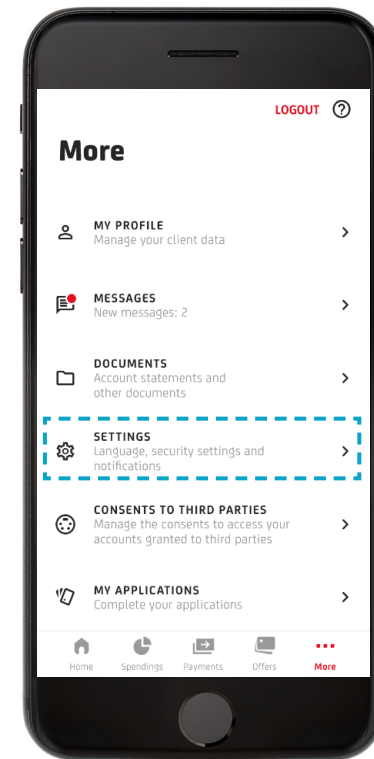 LOGOUT
More
MY PROFILE
Manage your client data
MESSAGES
New messages: 2
DOCUMENTS
Account statements and
other documents
SETTINGS
Language, security settings and
notifications
CONSENTS TO THIRD PARTIES
Manage the consents to access your
accounts granted to third parties
MY APPLICATIONS
Complete your applications
Home Spendings Payments Offers More